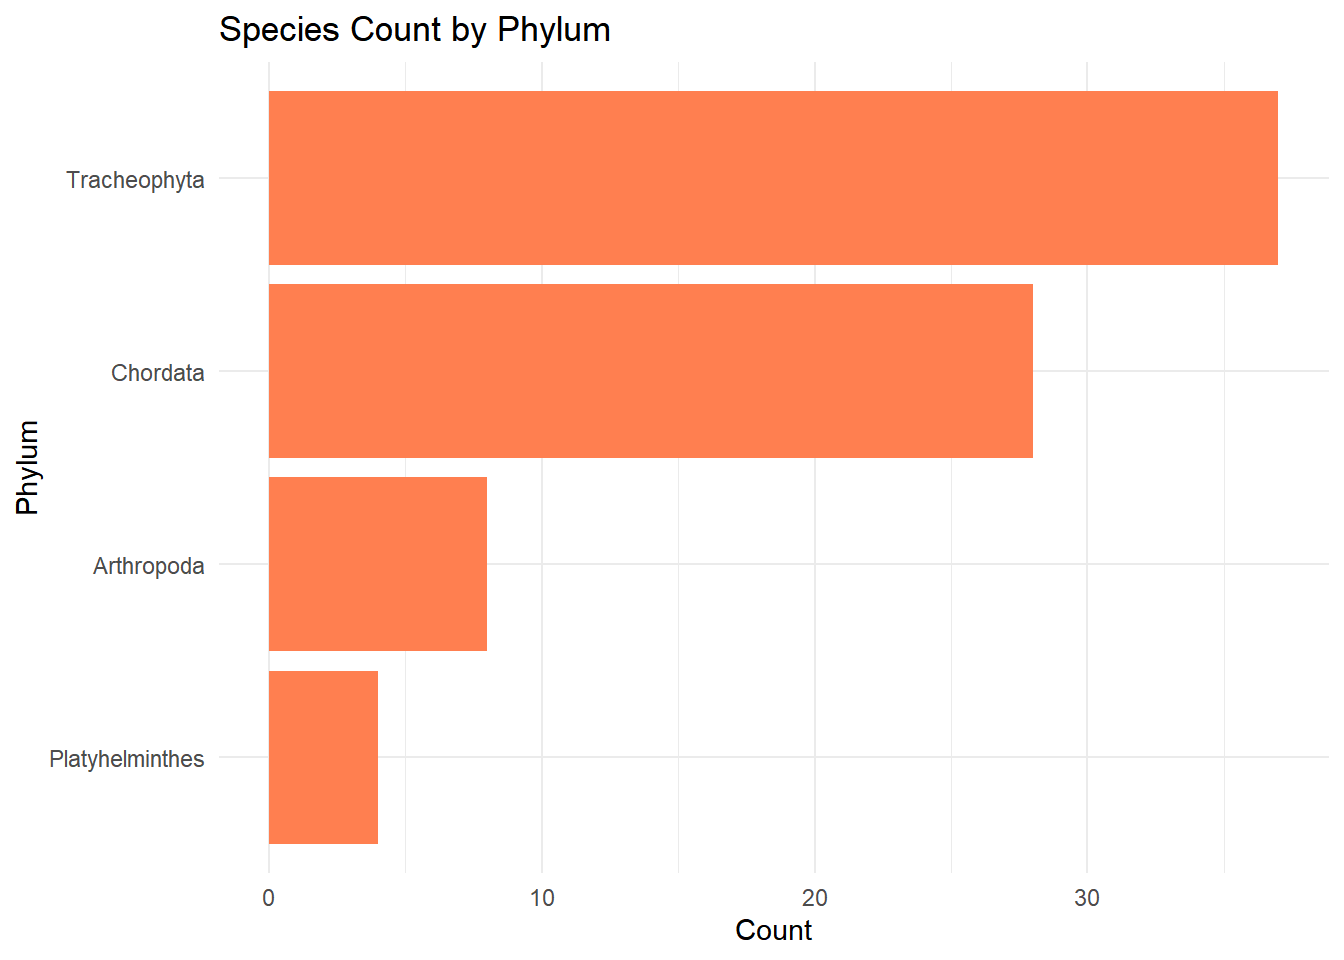 Species Count by Phylum
Phylum
Tracheophyta
Chordata
Arthropoda
Platyhelminthes
0 10 20 30
Count